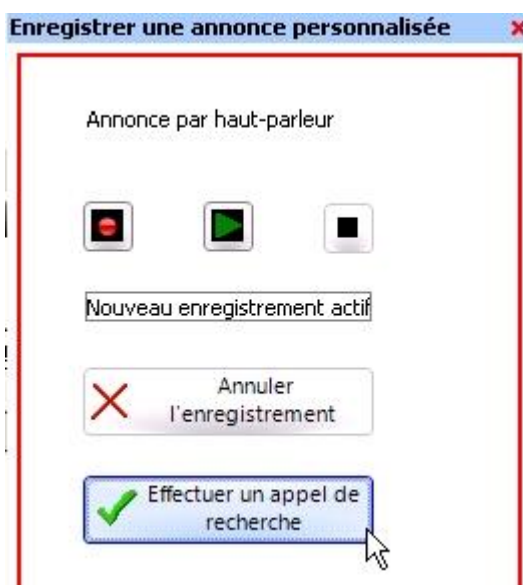 Enregistrer une annonce personnalisée
Annonce par haut-parleur
Nouveau enregistrement actif
Annuler
l'enregistrement
Effectuer un appel de
recherche